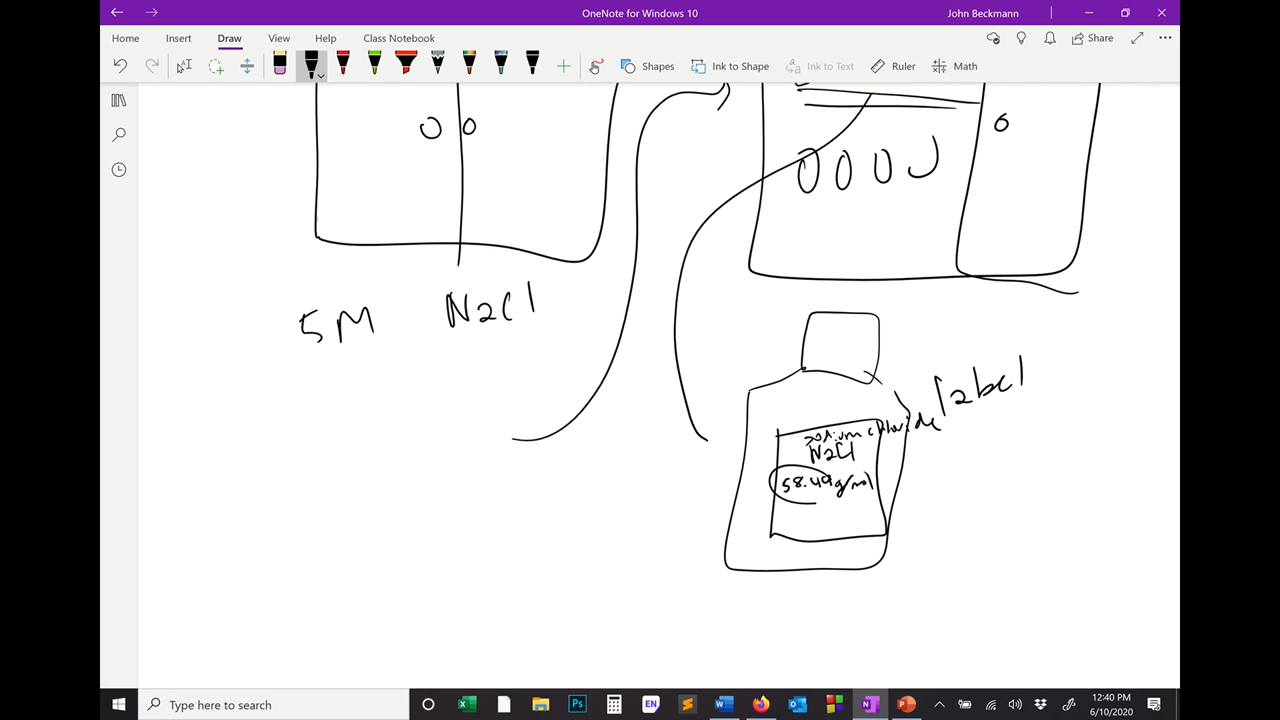 OneNote for Windows 10
John Beckmann
Home Insert Draw View Help Class Notebook
Share
Shapes Ink to Shape Ink to Text Ruler Math
5M NaCl
label
sodium chloride
NaCl
g/mol
Type here to search
12:40 PM
6/10/2020